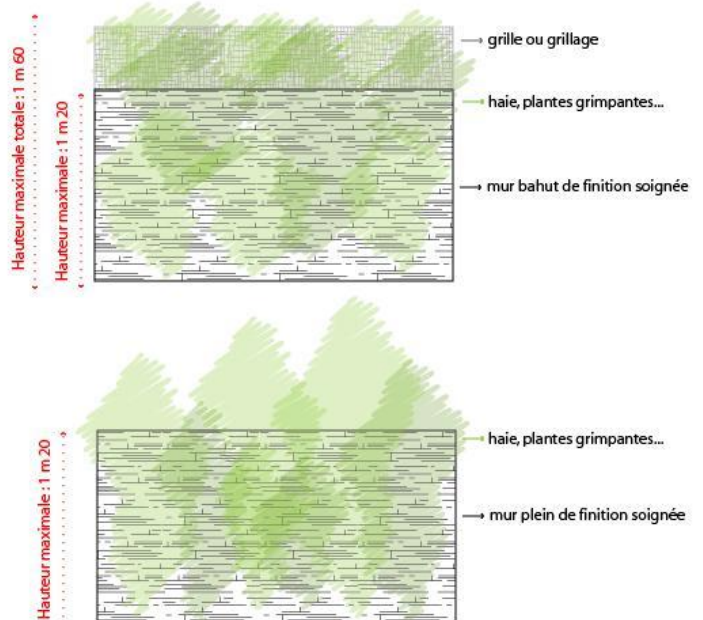 Hauteur maximale totale : 1 m 60
Hauteur maximale : 1 m 20
grille ou grillage
haie, plantes grimpantes...
mur bahut de finition soignée
Hauteur maximale : 1 m 20
haie, plantes grimpantes...
mur plein de finition soignée